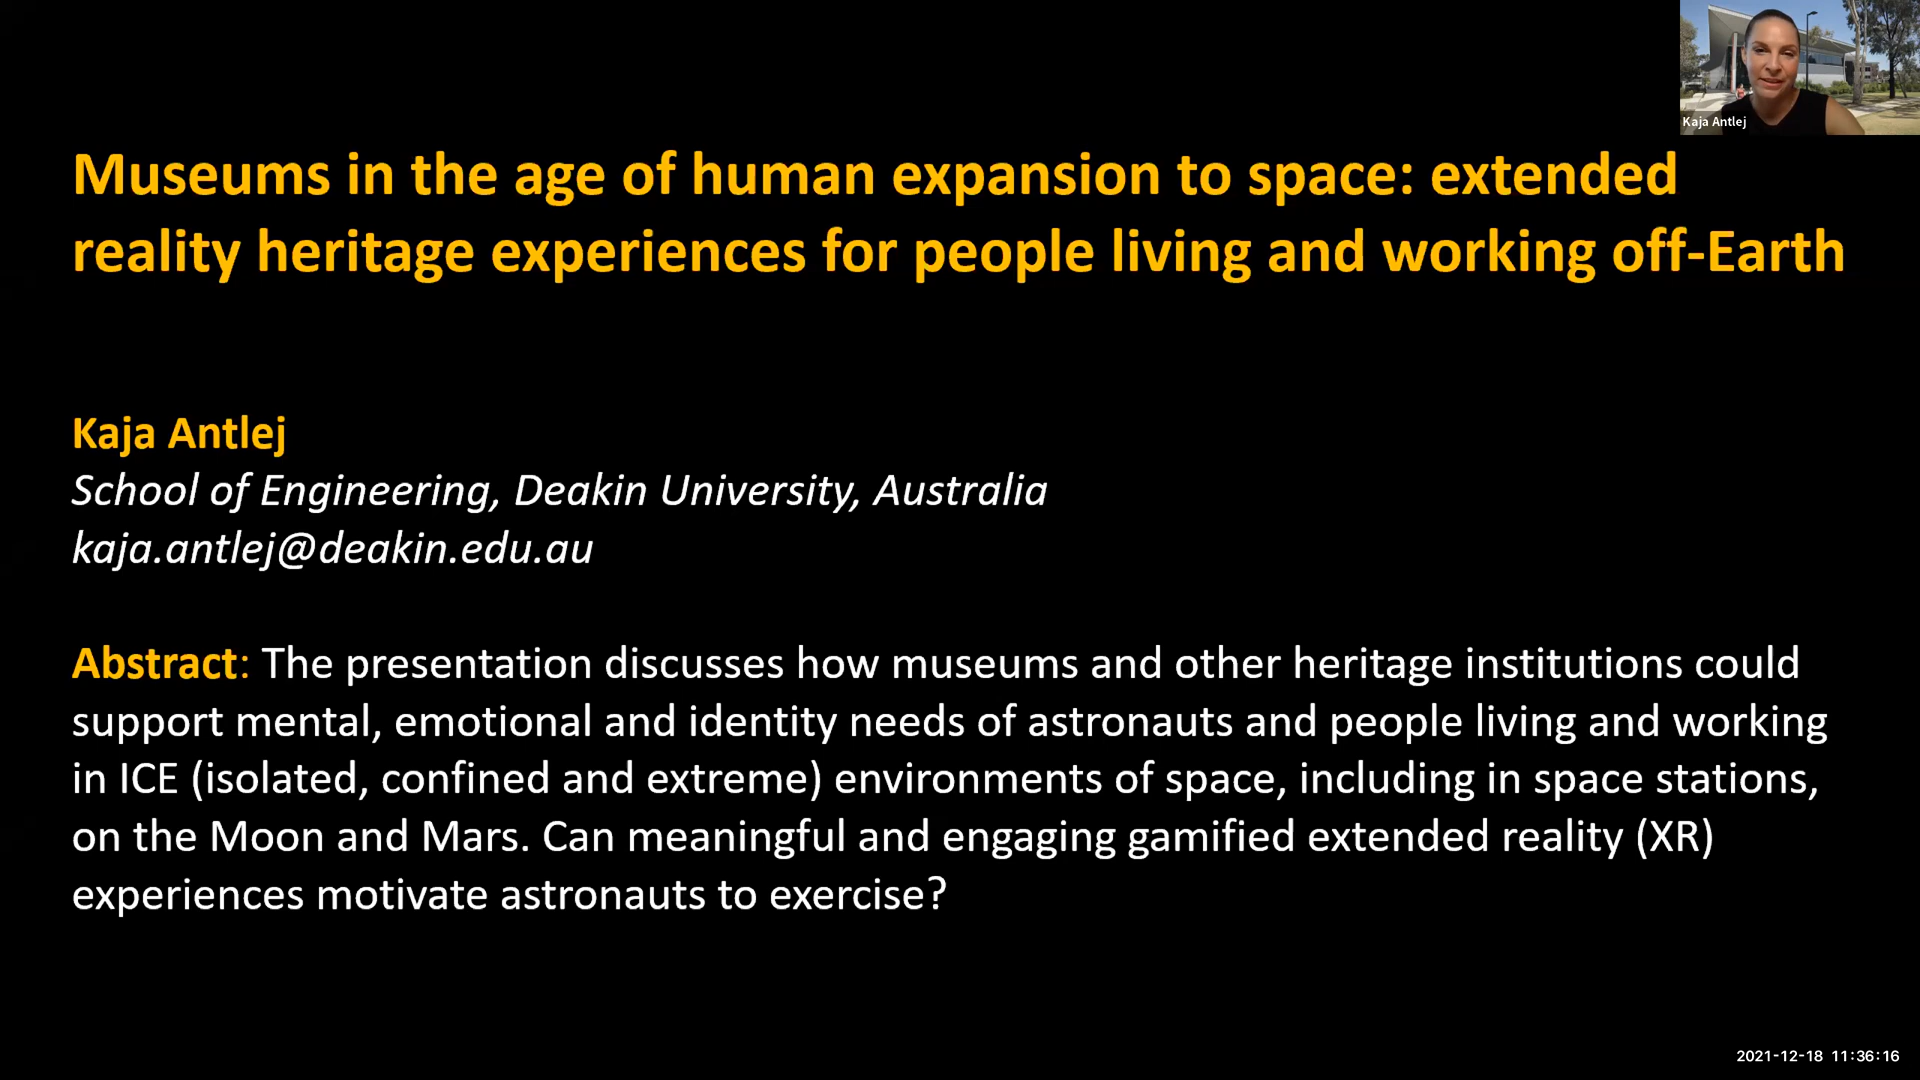 Kaja Antlej
Museums in the age of human expansion to space: extended
reality heritage experiences for people living and working off-Earth
Kaja Antlej
School of Engineering, Deakin University, Australia
kaja.antlej@deakin.edu.au
Abstract: The presentation discusses how museums and other heritage institutions could
support mental, emotional and identity needs of astronauts and people living and working
in ICE (isolated, confined and extreme) environments of space, including in space stations,
on the Moon and Mars. Can meaningful and engaging gamified extended reality (XR)
experiences motivate astronauts to exercise?
2021-12-18 11:36:16